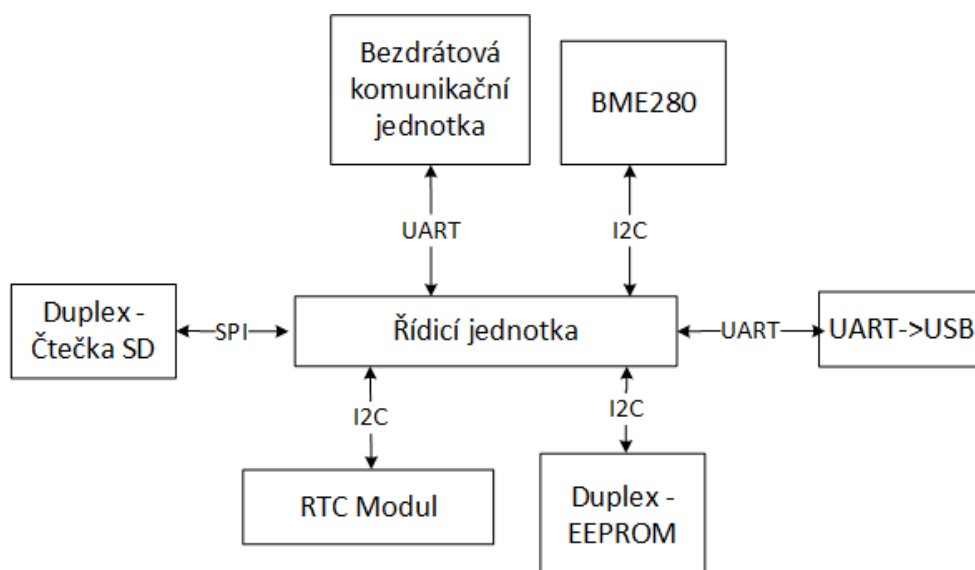 Bezdrátová
komunikační
jednotka
BME280
UART
I2C
Duplex -
Čtečka SD
SPI
Řídicí jednotka
UART
UART->USB
I2C
I2C
RTC Modul
Duplex -
EEPROM